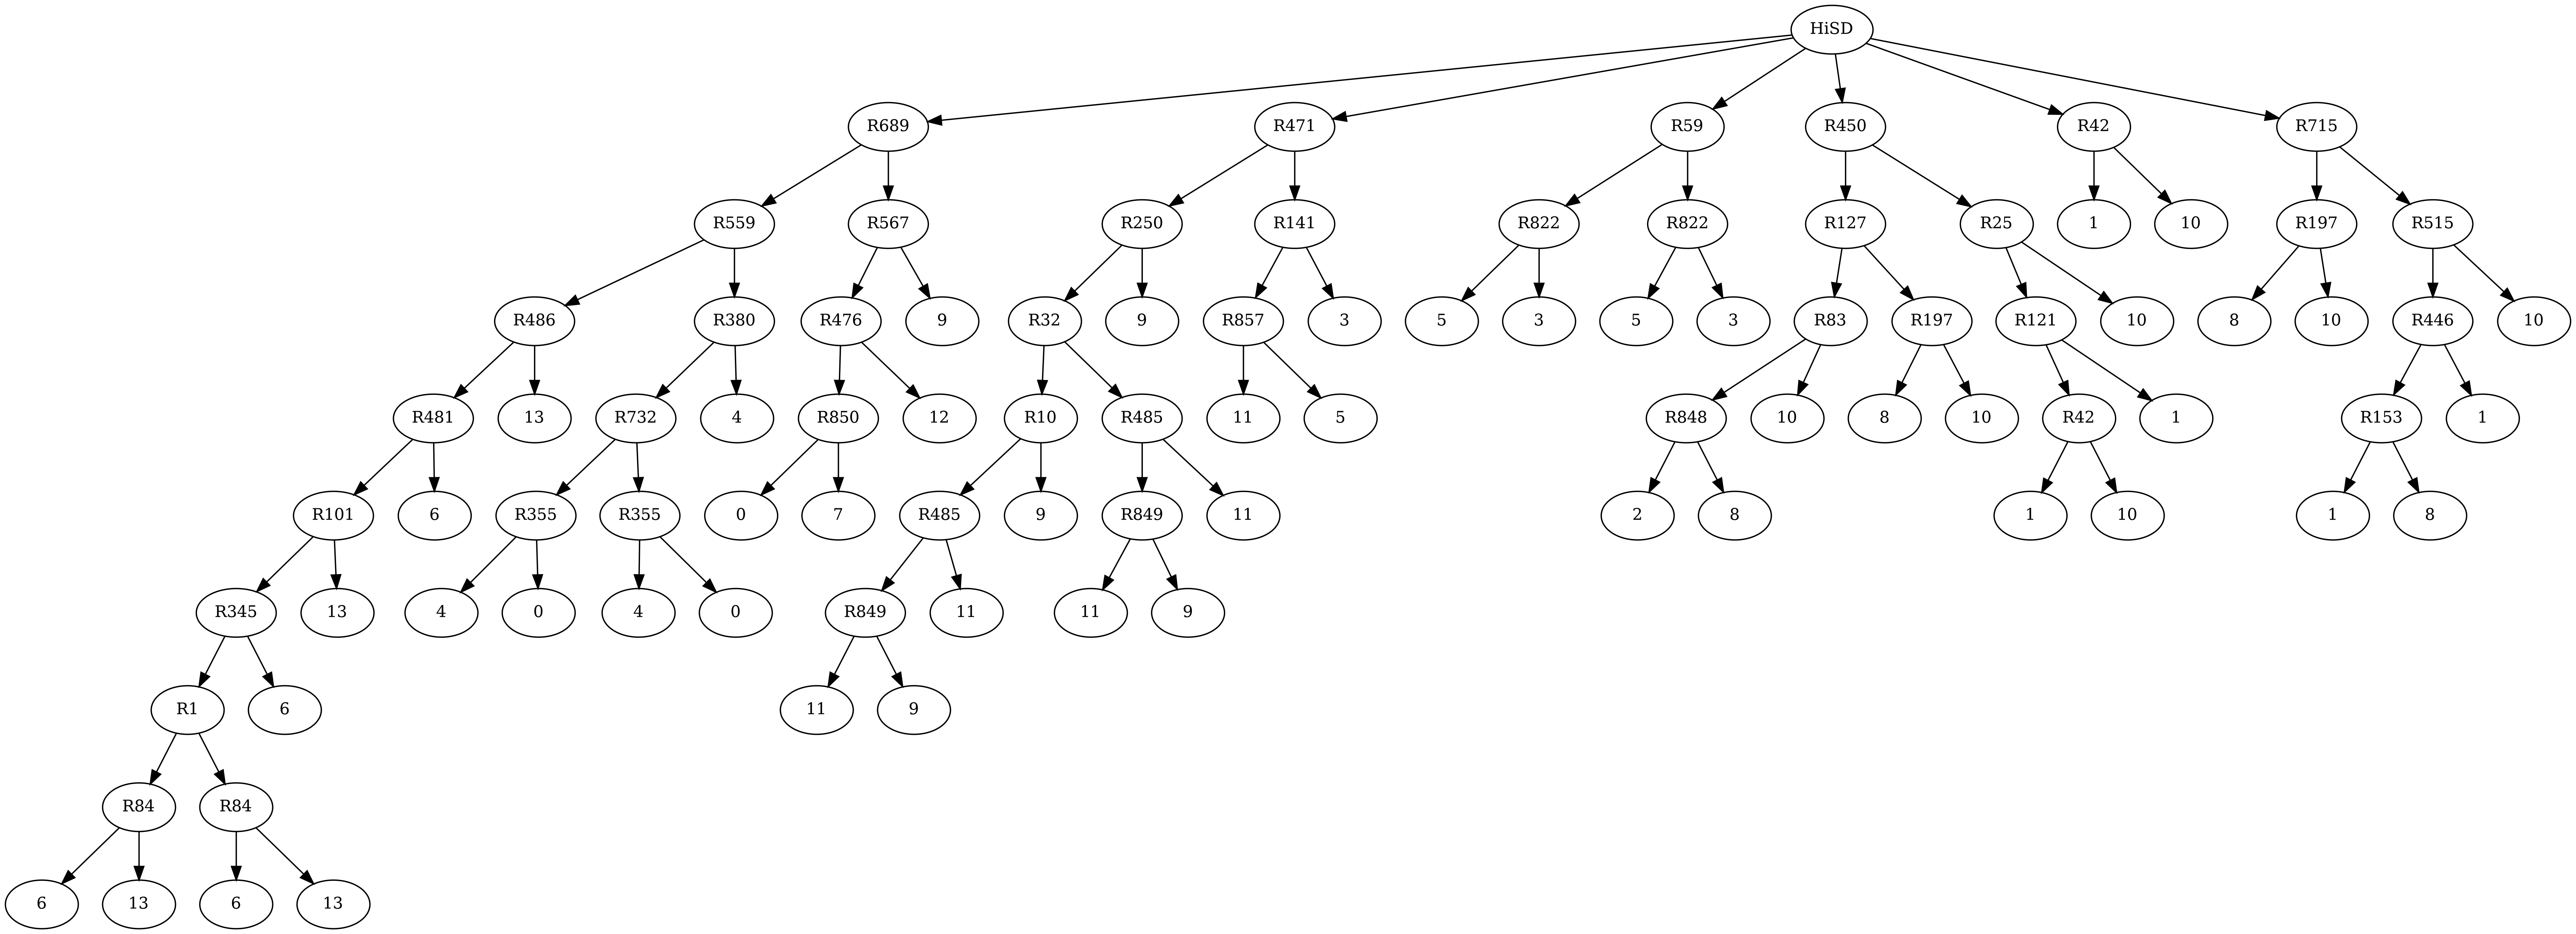 HiSD
R689 R471 R59 R450 R42 R715
R559 R567 R250 R141 R822 R822 R127 R25 1 10 R197 R515
R486 R380 R476 9 R32 9 R857 3 5 3 5 3 R83 R197 R121 10 8 10 R446 10
R481 13 R732 4 R850 12 R10 R485 11 5 R848 10 8 10 R42 1 R153 1
R101 6 R355 R355 0 7 R485 9 R849 11 2 8 1 10 1 8
R345 13 4 0 4 0 R849 11 11 9
R1 6 11 9
R84 R84
6 13 6 13